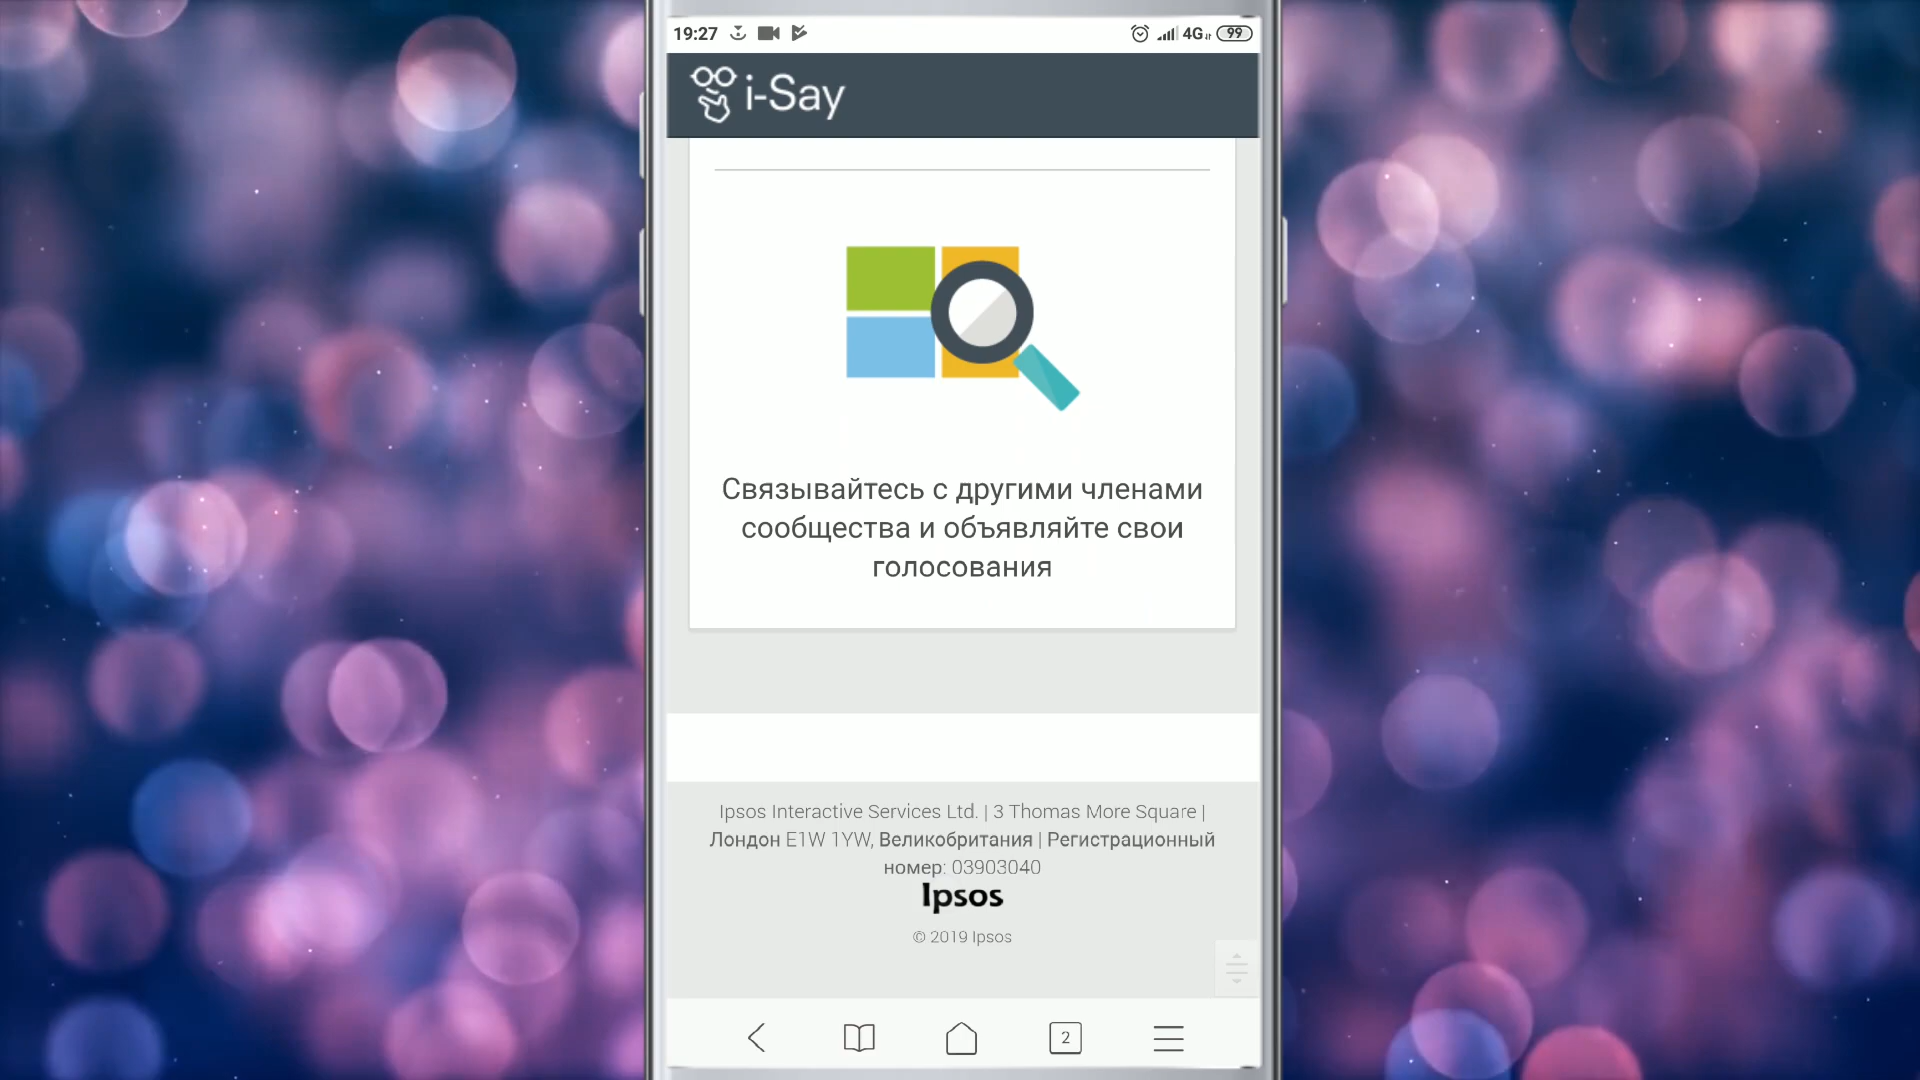 19:27
4G
99
i-Say
Связывайтесь с другими членами
сообщества и объявляйте свои
голосования
Ipsos Interactive Services Ltd. | 3 Thomas More Square |
Лондон E1W 1YW, Великобритания | Регистрационный
номер: 03903040
Ipsos
© 2019 Ipsos
2